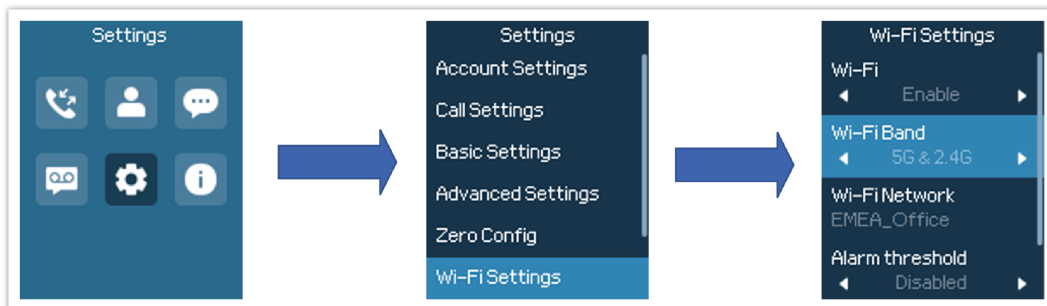 Settings
Settings
Account Settings
Call Settings
Basic Settings
Advanced Settings
Zero Config
Wi-Fi Settings
Wi-Fi Settings
Wi-Fi
Enable
Wi-Fi Band
5G & 2.4G
Wi-Fi Network
EMEA_Office
Alarm threshold
Disabled